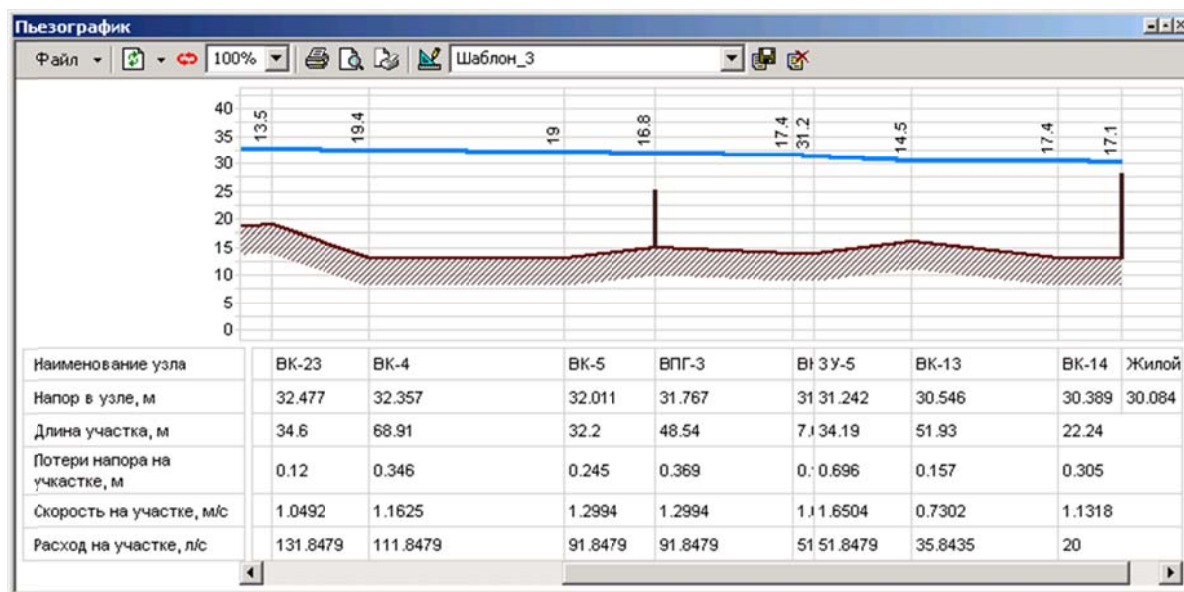 Пьезографик
Файл 100% Шаблон_3
40
35
30
25
20
15
10
5
0
13.5 19.4 19 16.8 17.4 31.2 14.5 17.4 17.1
Наименование узла ВК-23 ВК-4 ВК-5 ВПГ-3 ЗУ-5 ВК-13 ВК-14 Жилой
Напор в узле, м 32.477 32.357 32.011 31.767 31 31.242 30.546 30.389 30.084
Длина участка, м 34.6 68.91 32.2 48.54 34.19 51.93 22.24
Потери напора на
учкастке, м 0.12 0.346 0.245 0.369 0.696 0.157 0.305
Скорость на участке, м/с 1.0492 1.1625 1.2994 1.2994 1.6504 0.7302 1.1318
Расход на участке, л/с 131.8479 111.8479 91.8479 91.8479 51 51.8479 35.8435 20